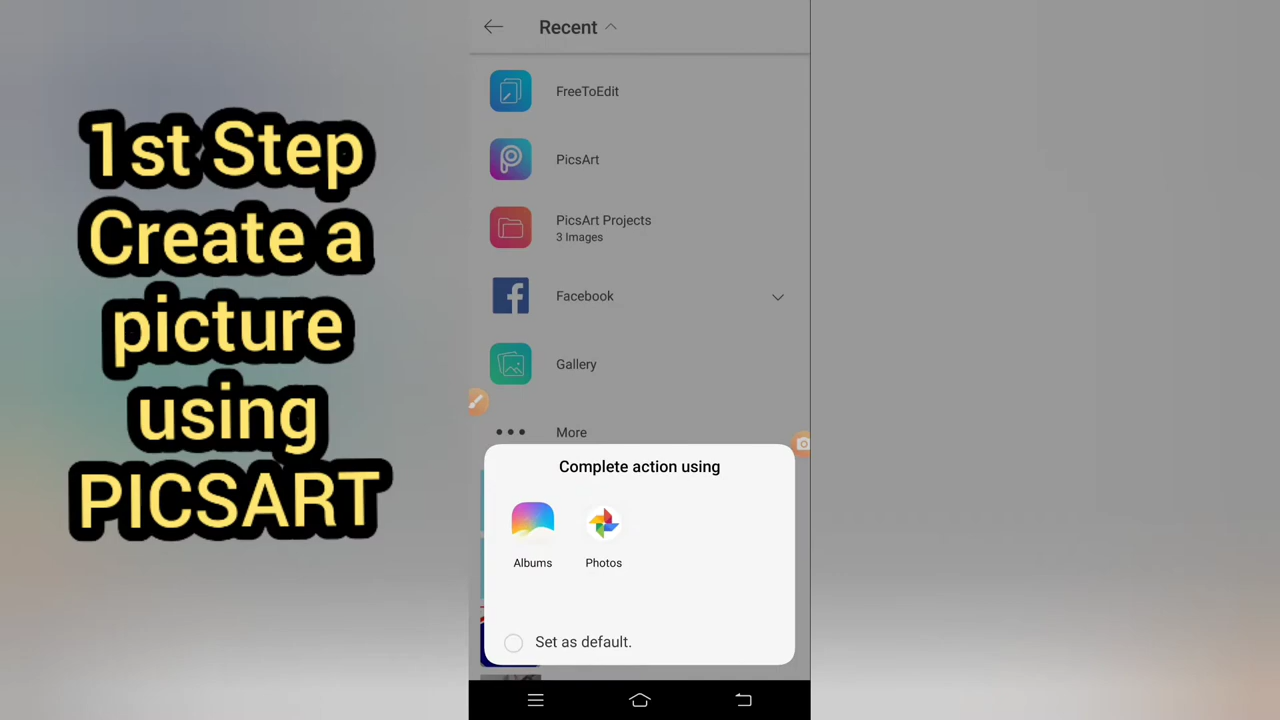 1st Step
Create a
picture
using
PICSART
Recent
FreeToEdit
PicsArt
PicsArt Projects
3 Images
Facebook
Gallery
More
Complete action using
Albums
Photos
Set as default.